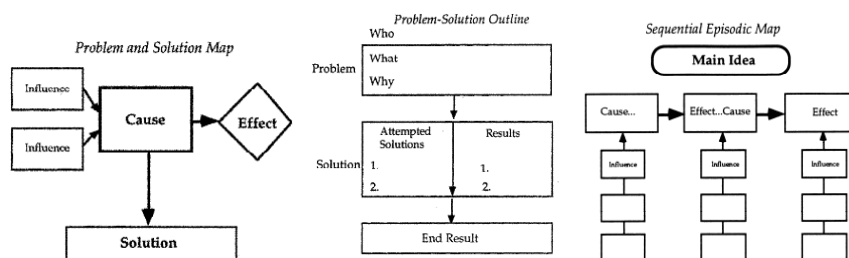 Problem and Solution Map
Influence
Influence
Cause
Effect
Solution
Problem-Solution Outline
Who
Problem
What
Why
Solution
Attempted
Solutions
Results
1.
1.
2.
2.
End Result
Sequential Episodic Map
Main Idea
Cause...
Effect...Cause
Effect
Influence
Influence
Influence